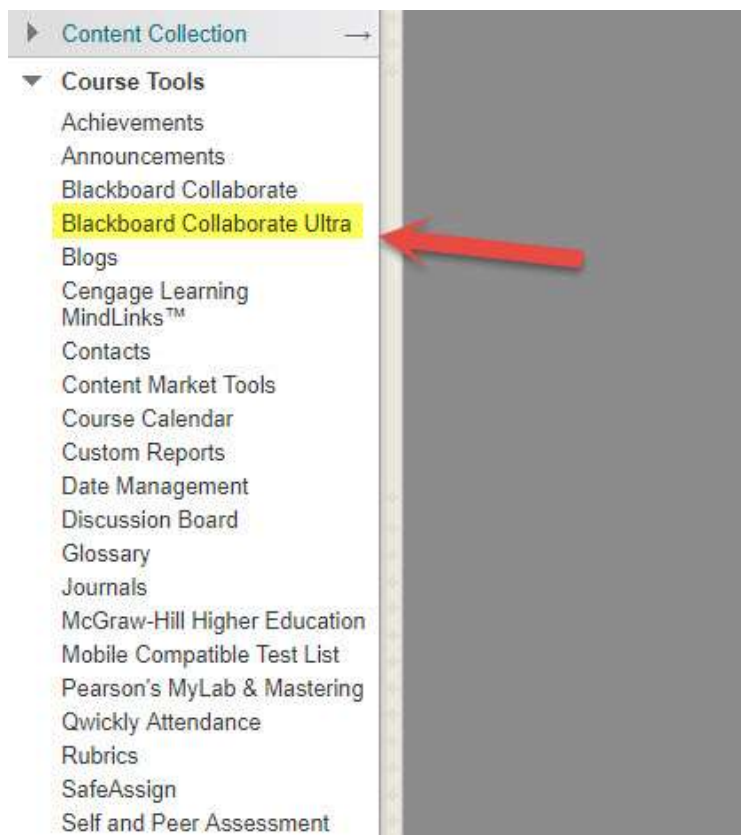 Content Collection →
Course Tools
Achievements
Announcements
Blackboard Collaborate
Blackboard Collaborate Ultra
Blogs
Cengage Learning
MindLinks™
Contacts
Content Market Tools
Course Calendar
Custom Reports
Date Management
Discussion Board
Glossary
Journals
McGraw-Hill Higher Education
Mobile Compatible Test List
Pearson's MyLab & Mastering
Qwickly Attendance
Rubrics
SafeAssign
Self and Peer Assessment